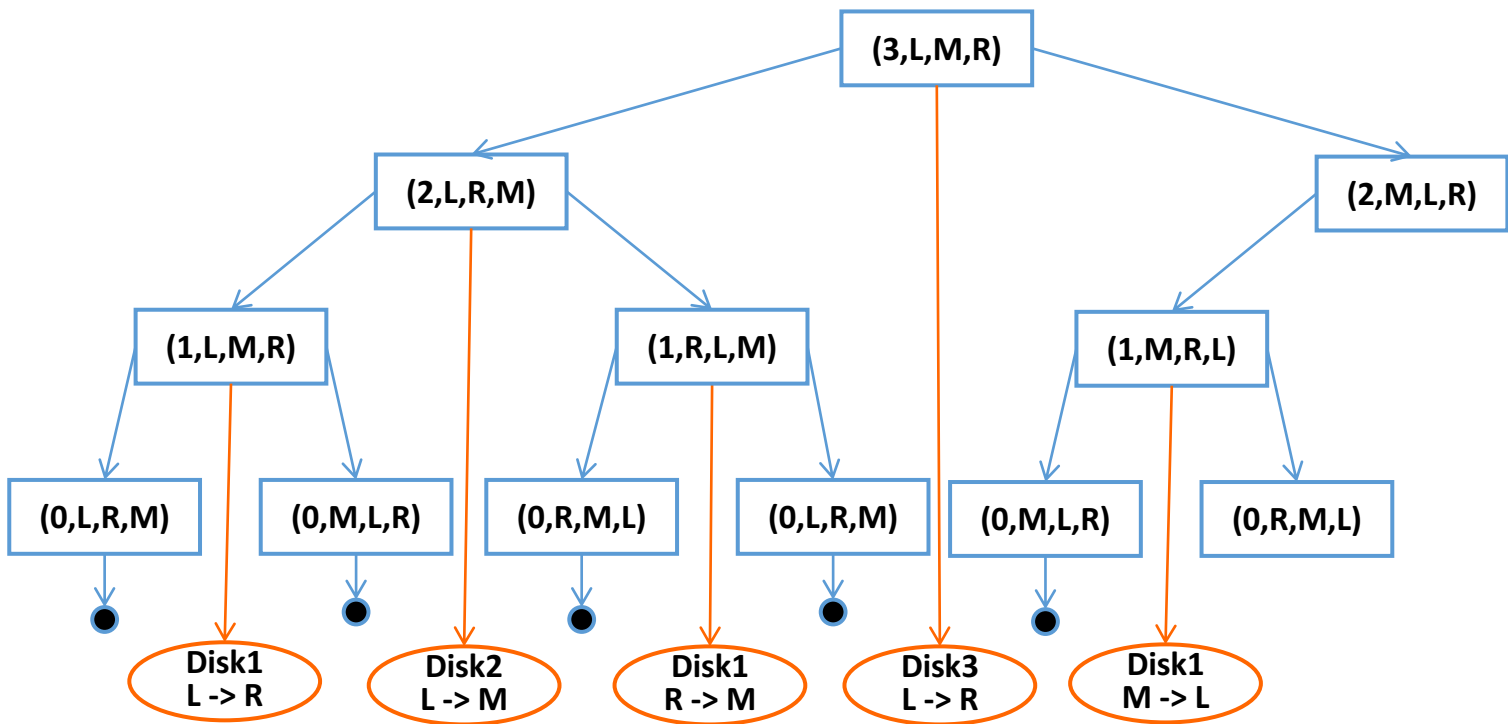 (3,L,M,R)
(2,L,R,M)
(2,M,L,R)
(1,L,M,R)
(1,R,L,M)
(1,M,R,L)
(0,L,R,M)
(0,M,L,R)
(0,R,M,L)
(0,L,R,M)
(0,M,L,R)
(0,R,M,L)
Disk1
L -> R
Disk2
L -> M
Disk1
R -> M
Disk3
L -> R
Disk1
M -> L